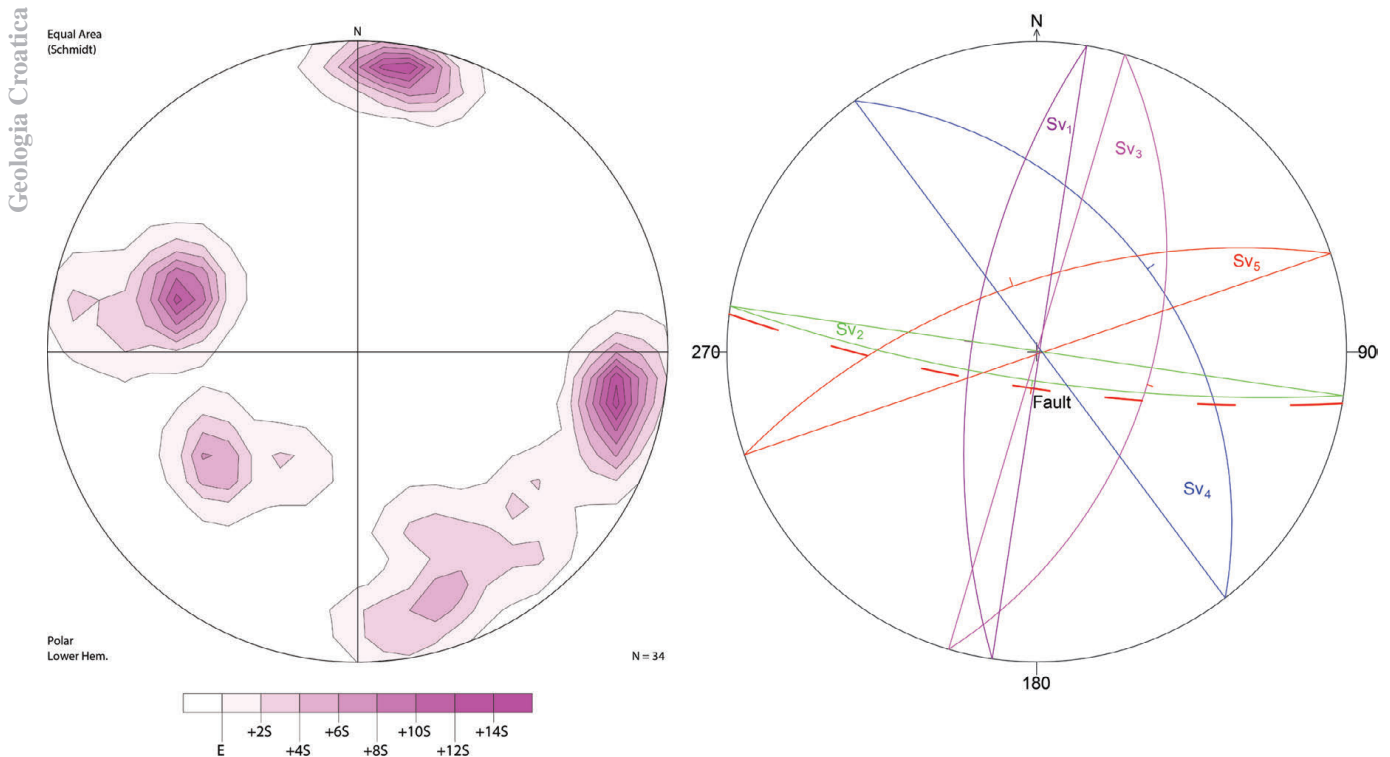 Geologia Croatica
Equal Area
(Schmidt)
N
Polar
Lower Hem.
N = 34
+2S
+6S
+10S
+14S
E
+4S
+8S
+12S
N
Sv₁
Sv₃
Sv₅
Sv₂
270
90
Fault
Sv₄
180